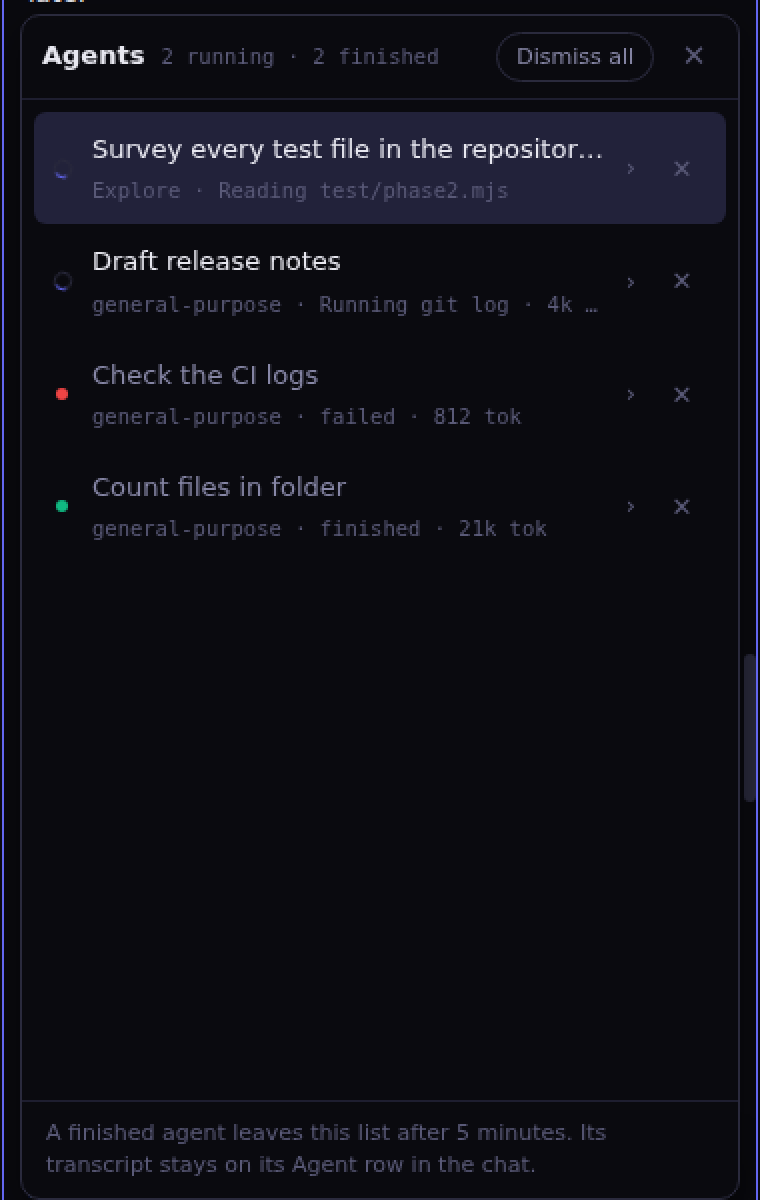 Agents 2 running · 2 finished Dismiss all ✕
Survey every test file in the repositor… › ✕
Explore · Reading test/phase2.mjs
Draft release notes › ✕
general-purpose · Running git log · 4k …
Check the CI logs › ✕
general-purpose · failed · 812 tok
Count files in folder › ✕
general-purpose · finished · 21k tok
A finished agent leaves this list after 5 minutes. Its
transcript stays on its Agent row in the chat.